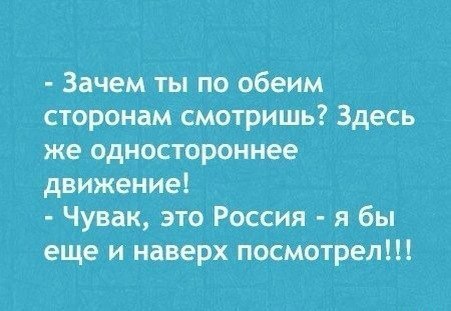 - Зачем ты по обеим
сторонам смотришь? Здесь
же одностороннее
движение!
- Чувак, это Россия - я бы
еще и наверх посмотрел!!!